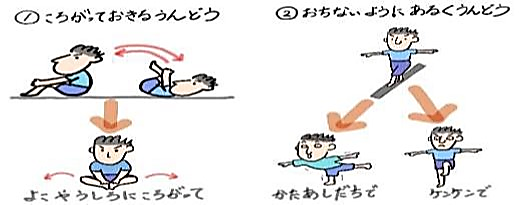 ① ころがっておきるうんどう
② おちないように あるくうんどう
よこ やうしろに ころがって
かたあしだちで
ケンケンで